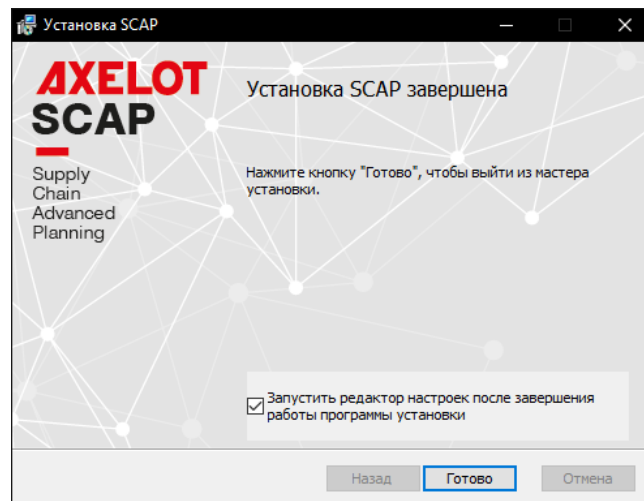 Установка SCAP
AXELOT
SCAP
Supply
Chain
Advanced
Planning
Установка SCAP завершена
Нажмите кнопку "Готово", чтобы выйти из мастера
установки.
Запустить редактор настроек после завершения
работы программы установки
Назад
Готово
Отмена